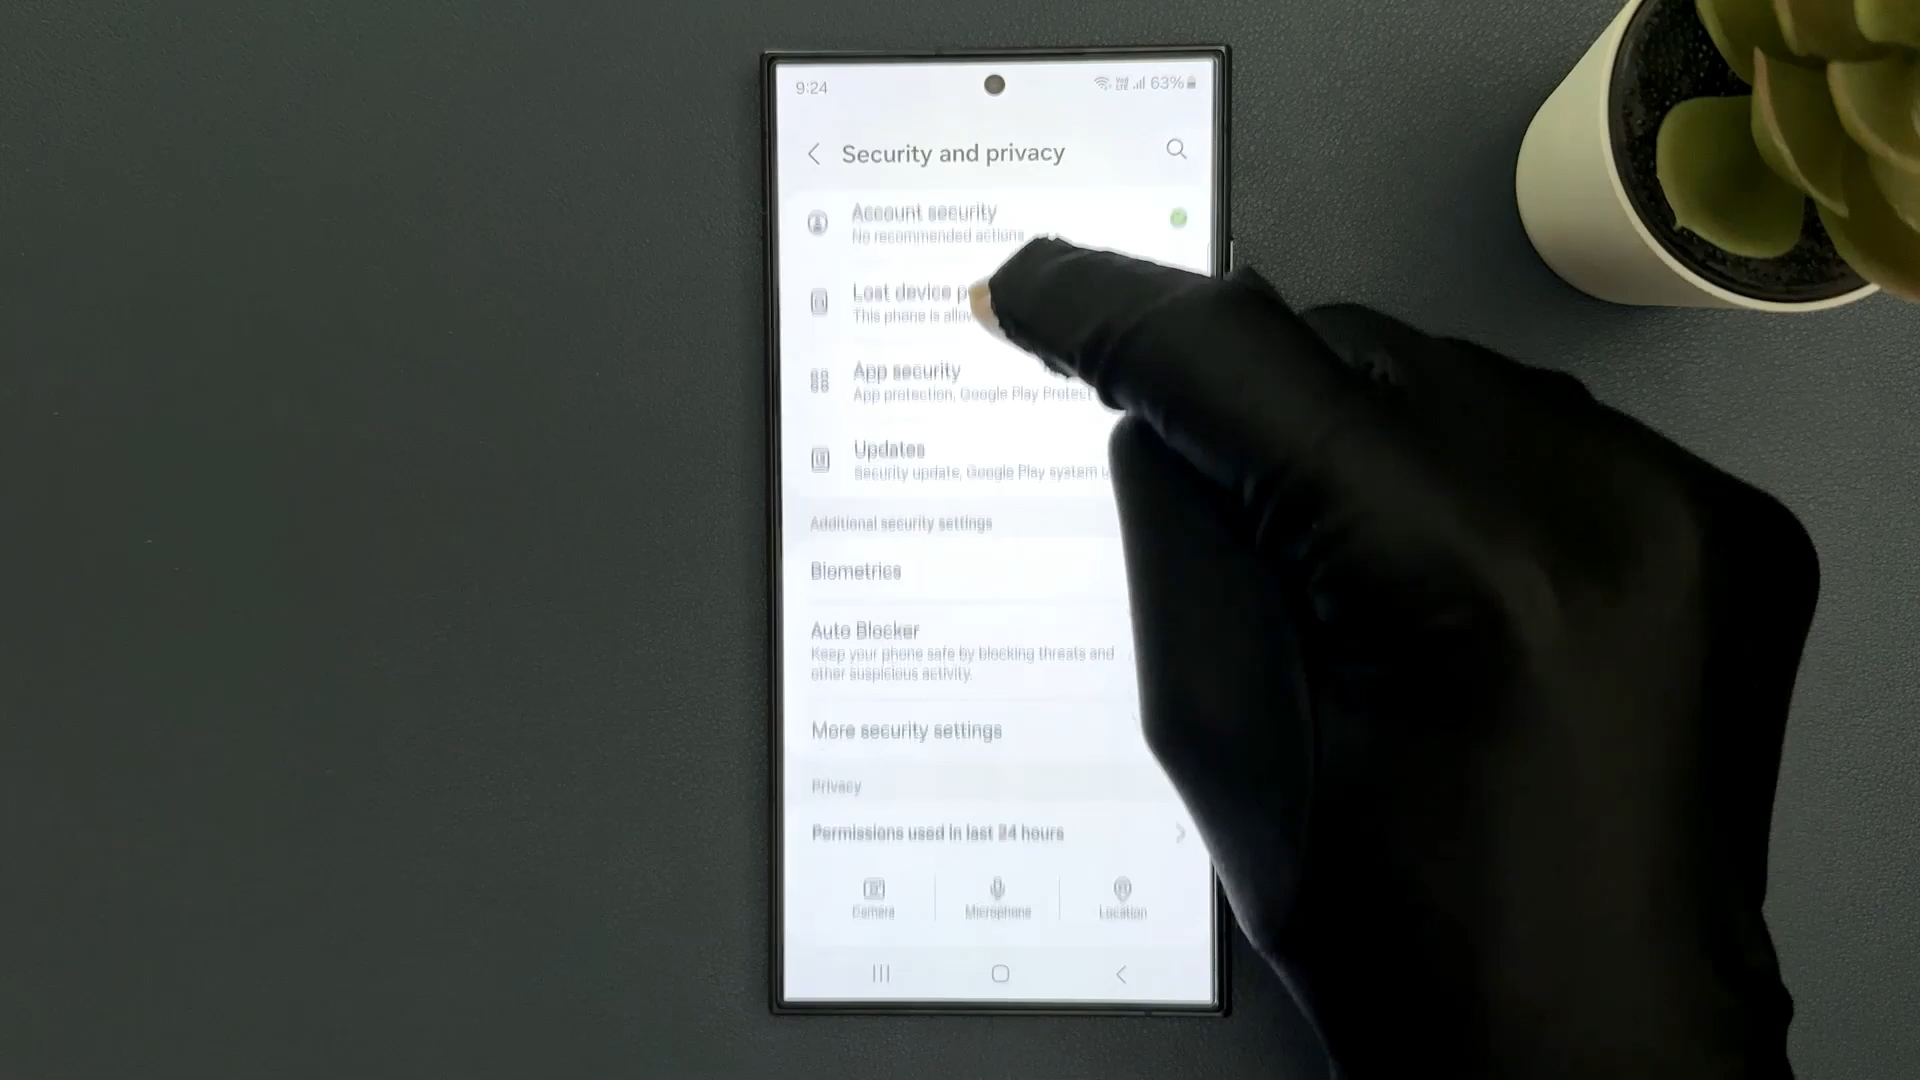 9:24
63%
Security and privacy
Account security
No recommended actions
Lost device p
This phone is allow
App security
App protection, Google Play Protect
Updates
Security update, Google Play system u
Additional security settings
Biometrics
Auto Blocker
Keep your phone safe by blocking threats and
other suspicious activity.
More security settings
Privacy
Permissions used in last 24 hours
Camera Microphone Location